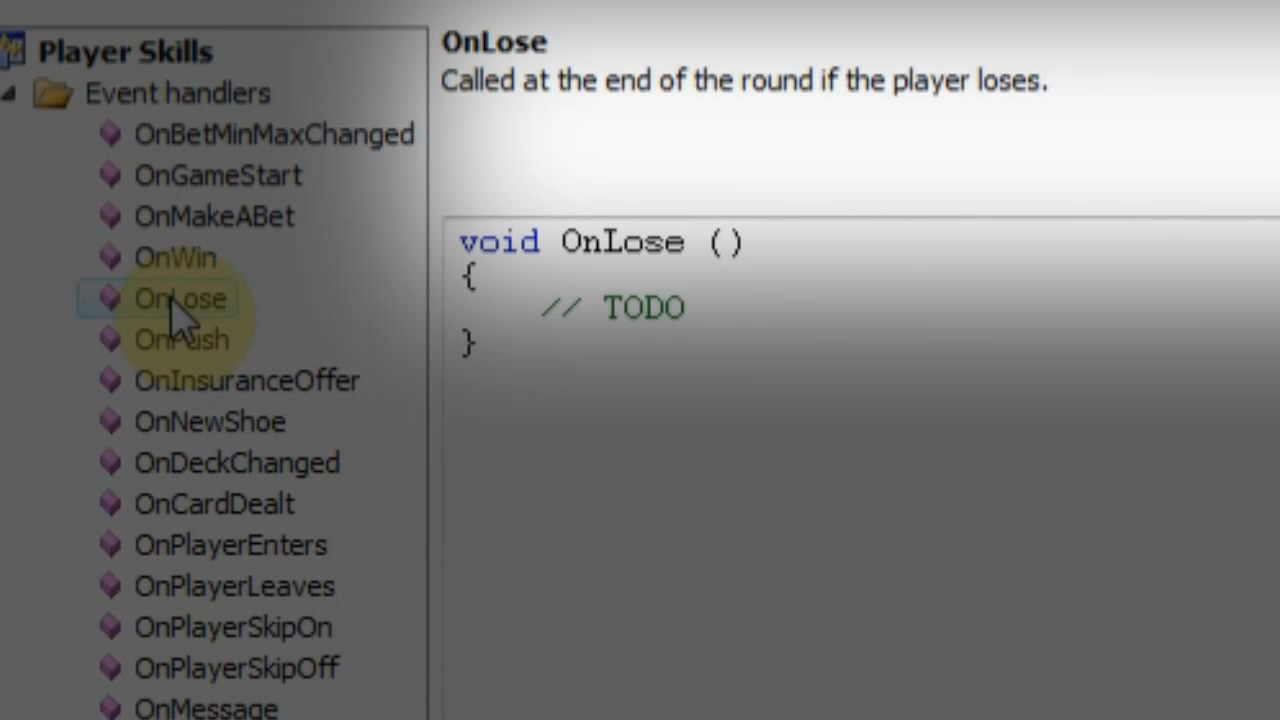 Player Skills
Event handlers
OnBetMinMaxChanged
OnGameStart
OnMakeABet
OnWin
OnLose
OnPush
OnInsuranceOffer
OnNewShoe
OnDeckChanged
OnCardDealt
OnPlayerEnters
OnPlayerLeaves
OnPlayerSkipOn
OnPlayerSkipOff
OnMessage
OnLose
Called at the end of the round if the player loses.
void OnLose ()
{
// TODO
}